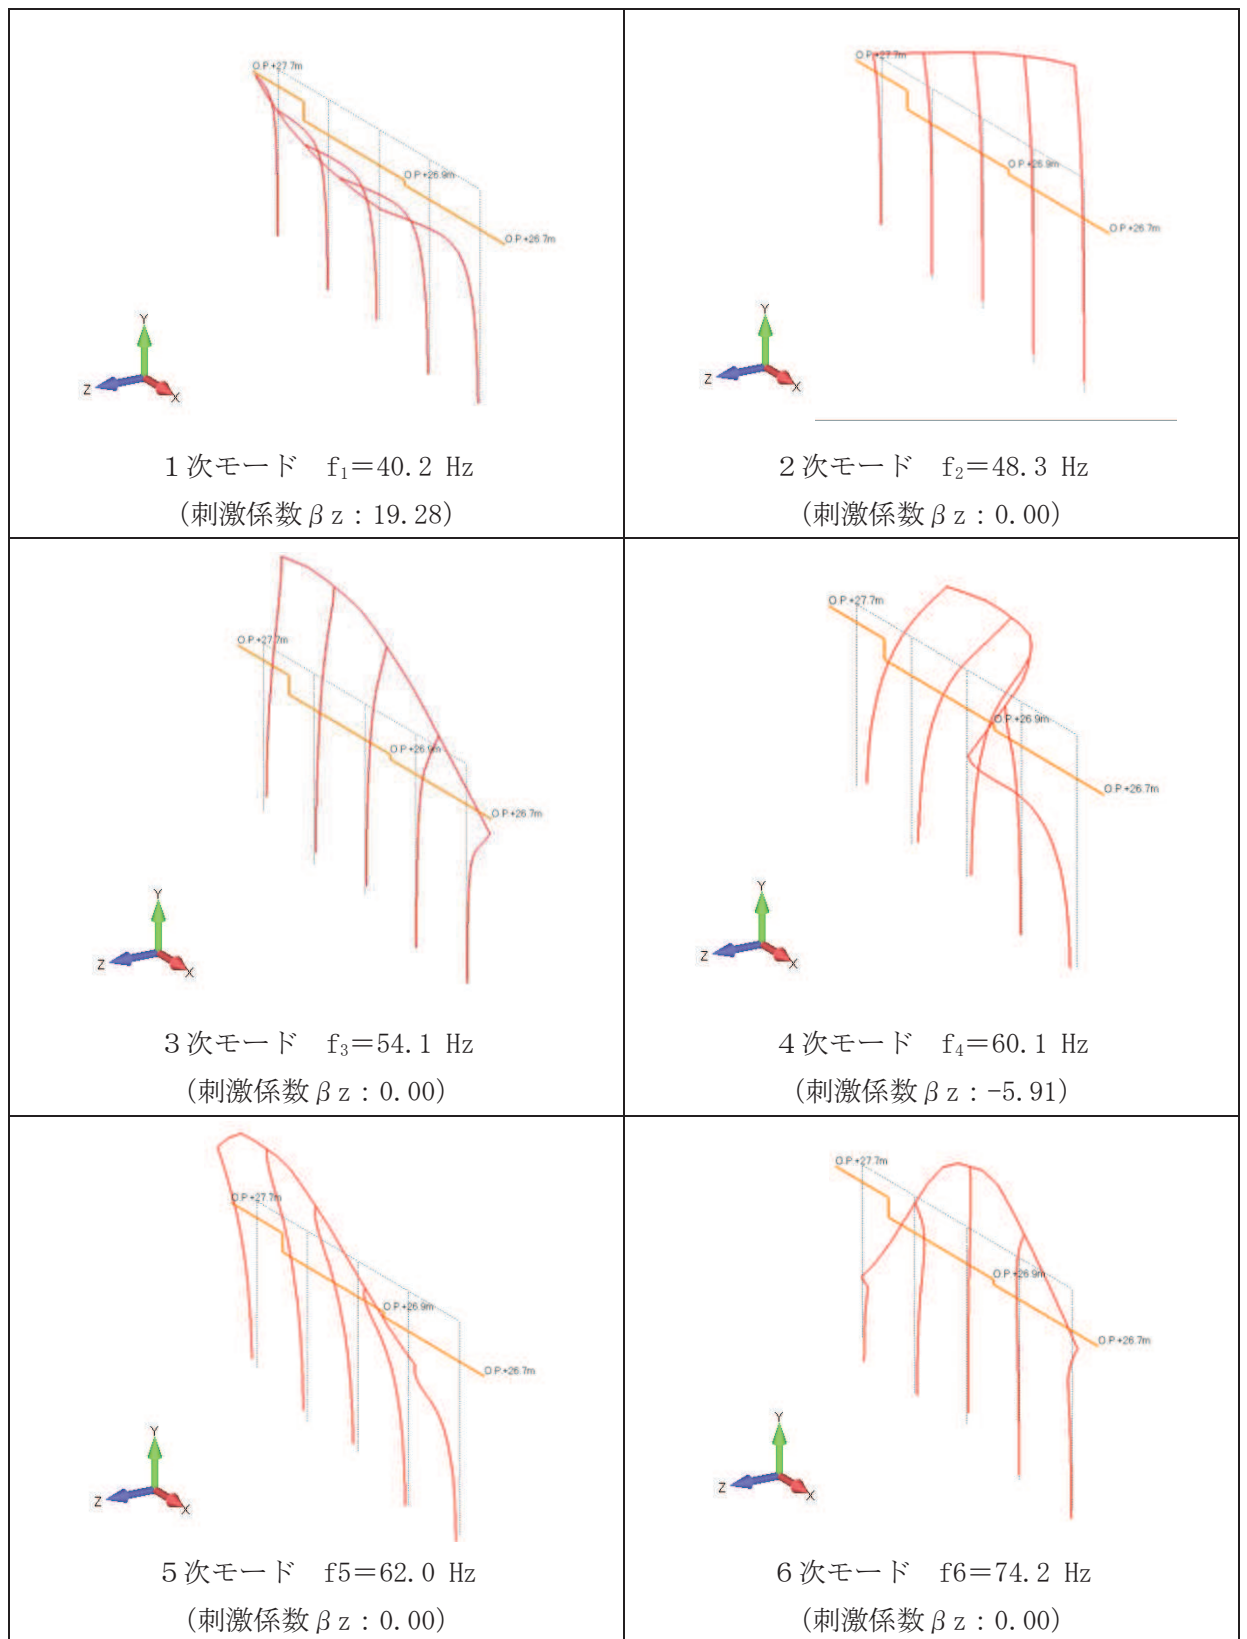 O.P.+27.7m
O.P.+26.9m
O.P.+26.7m
Y
Z
X
1次モード f₁=40.2 Hz
(刺激係数βz:19.28)
O.P.+27.7m
O.P.+26.9m
O.P.+26.7m
Y
Z
X
2次モード f₂=48.3 Hz
(刺激係数βz:0.00)
O.P.+27.7m
O.P.+26.9m
O.P.+26.7m
Y
Z
X
3次モード f₃=54.1 Hz
(刺激係数βz:0.00)
O.P.+27.7m
O.P.+26.9m
O.P.+26.7m
Y
Z
X
4次モード f₄=60.1 Hz
(刺激係数βz:-5.91)
O.P.+27.7m
O.P.+26.9m
O.P.+26.7m
Y
Z
X
5次モード f5=62.0 Hz
(刺激係数βz:0.00)
O.P.+27.7m
O.P.+26.9m
O.P.+26.7m
Y
Z
X
6次モード f6=74.2 Hz
(刺激係数βz:0.00)